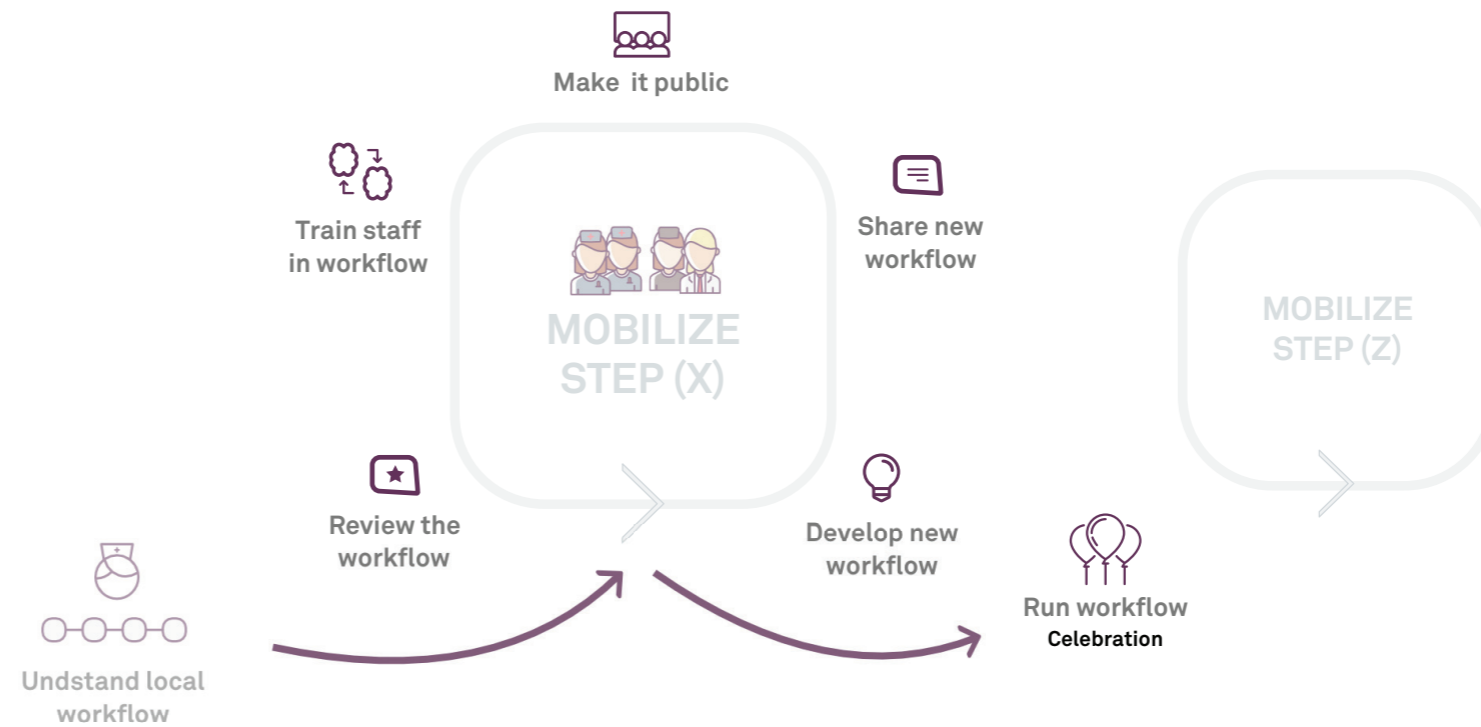 Make it public
Train staff
in workflow
Share new
workflow
MOBILIZE
STEP (X)
MOBILIZE
STEP (Z)
Review the
workflow
Develop new
workflow
Run workflow
Celebration
Undstand local
workflow